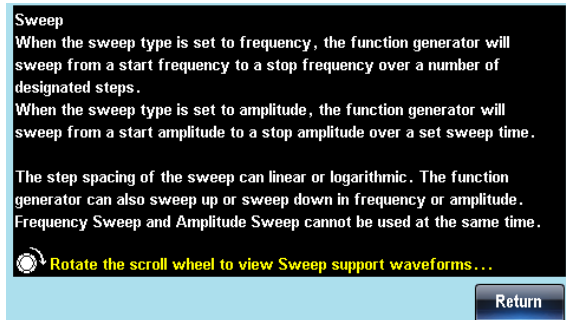 Sweep
When the sweep type is set to frequency, the function generator will
sweep from a start frequency to a stop frequency over a number of
designated steps.
When the sweep type is set to amplitude, the function generator will
sweep from a start amplitude to a stop amplitude over a set sweep time.
The step spacing of the sweep can linear or logarithmic. The function
generator can also sweep up or sweep down in frequency or amplitude.
Frequency Sweep and Amplitude Sweep cannot be used at the same time.
Rotate the scroll wheel to view Sweep support waveforms...
Return